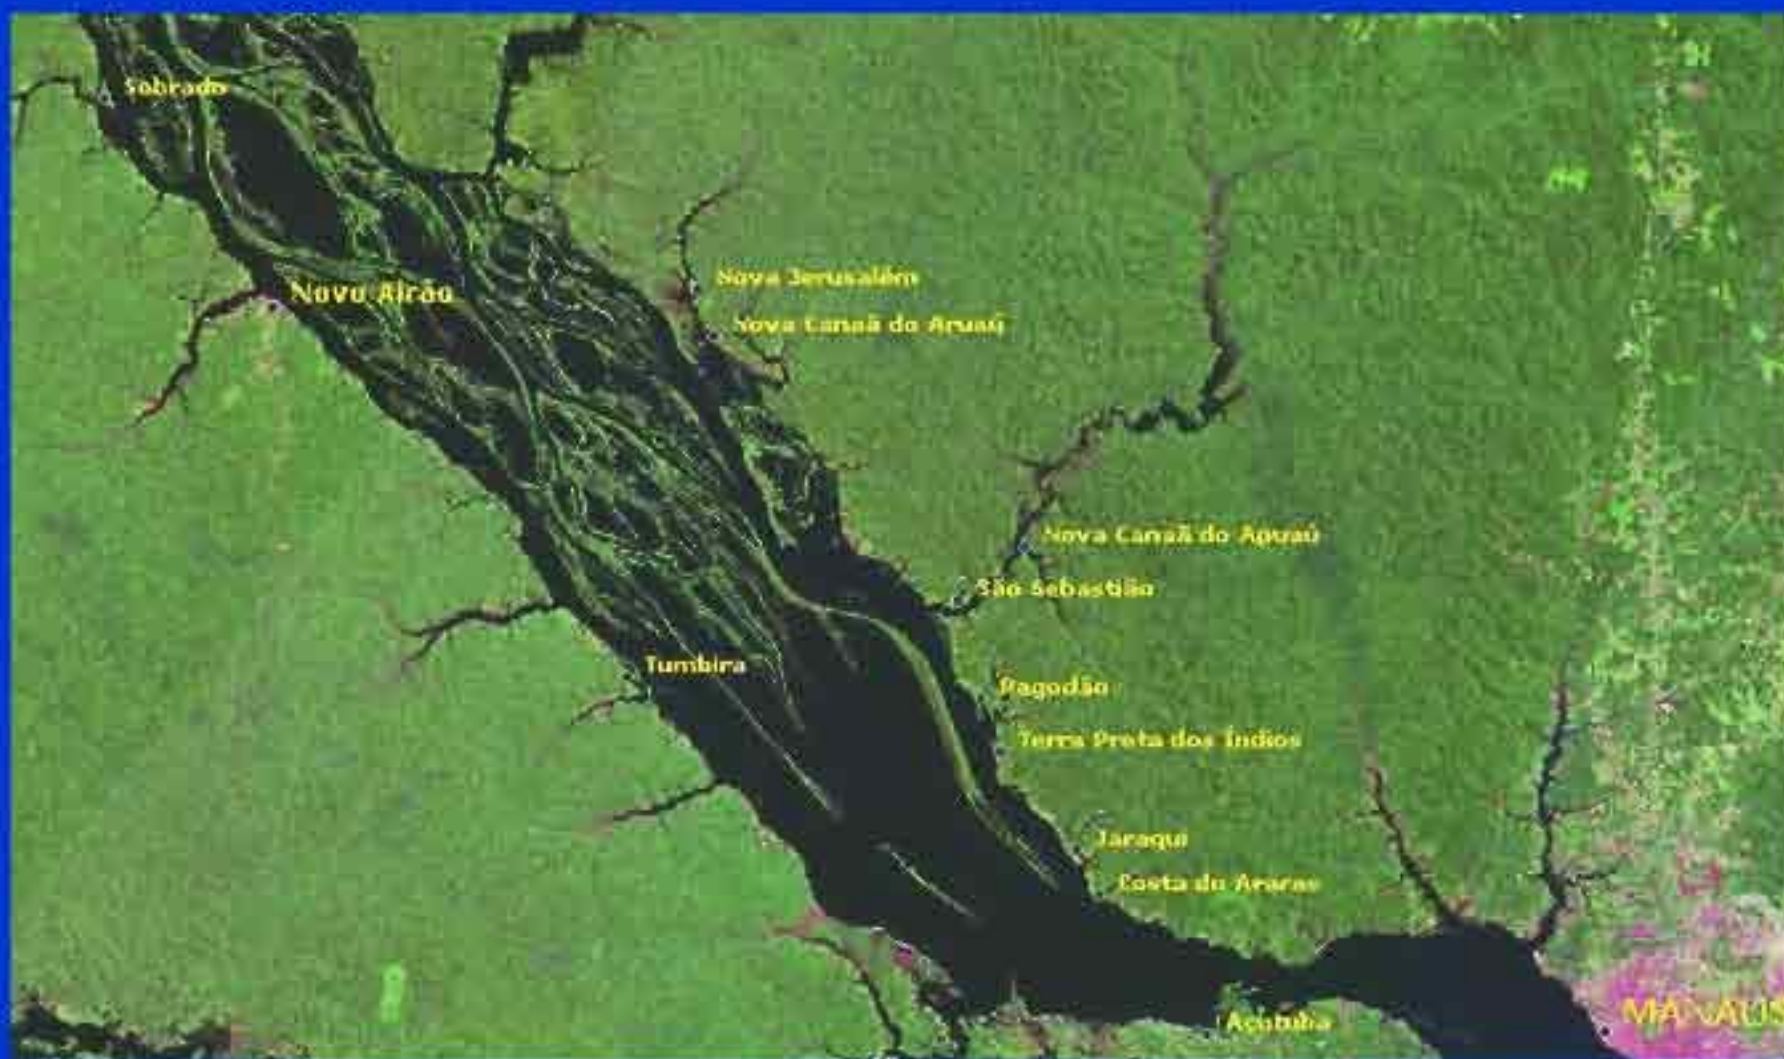 Sobrado
Nova Jerusalém
Novo Airão
Nova Canaã do Aruaú
Nova Canaã do Apuaú
São Sebastião
Tumbira
Pagodão
Terra Preta dos Índios
Jaraqui
Costa do Araras
MANAUS
Açutuba